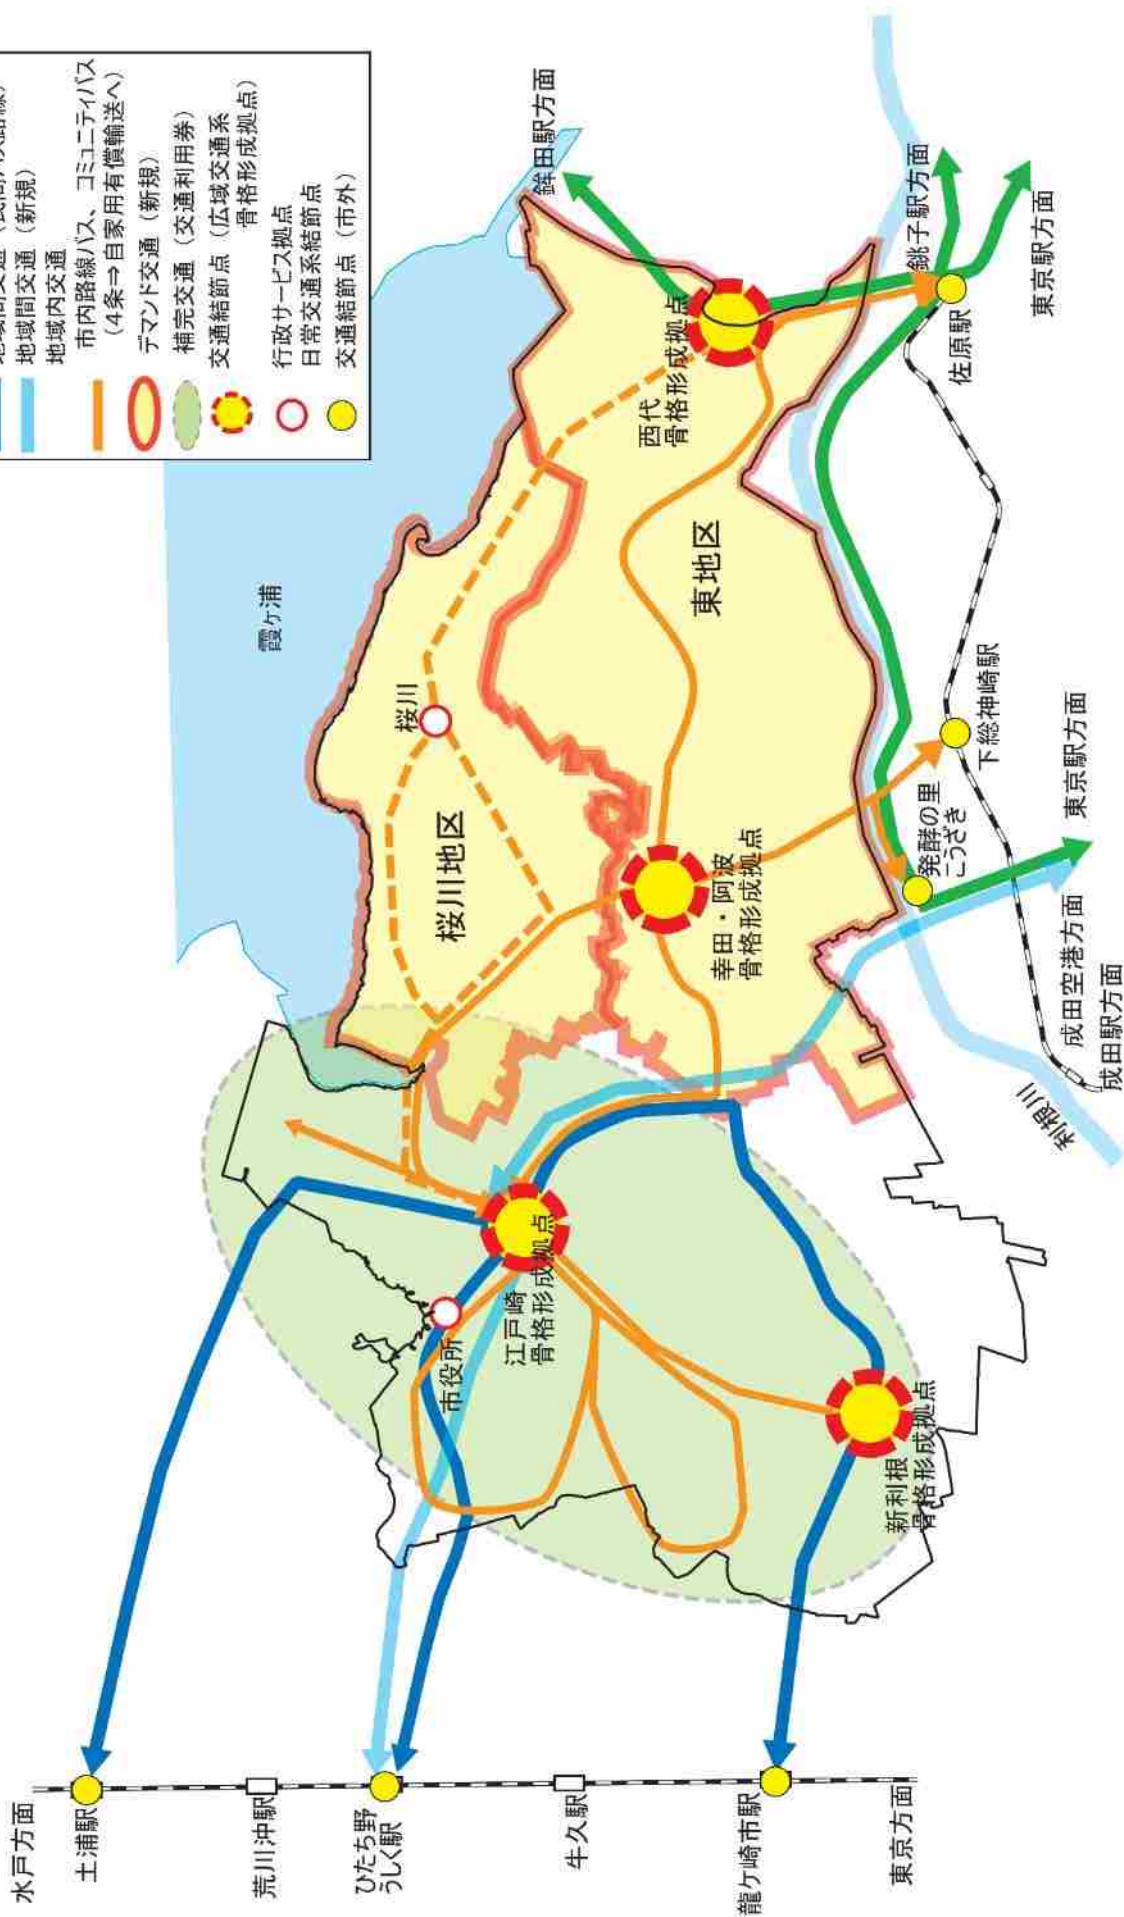 地域間交通（新規）
地域内交通
市内路線バス、コミュニティバス
（4条⇒自家用有償輸送へ）
デマンド交通（新規）
補完交通（交通利用券）
交通結節点（広域交通系
骨格形成拠点）
行政サービス拠点
日常交通系結節点
交通結節点（市外）
水戸方面
土浦駅
荒川沖駅
ひたち野
うしく駅
牛久駅
龍ケ崎市駅
東京方面
市役所
江戸崎
骨格形成拠点
新利根
骨格形成拠点
霞ヶ浦
桜川
桜川地区
幸田・阿波
骨格形成拠点
東地区
西代
骨格形成拠点
鉾田駅方面
銚子駅方面
佐原駅
東京駅方面
下総神崎駅
発酵の里
こうざき
東京駅方面
成田空港方面
成田駅方面
利根川